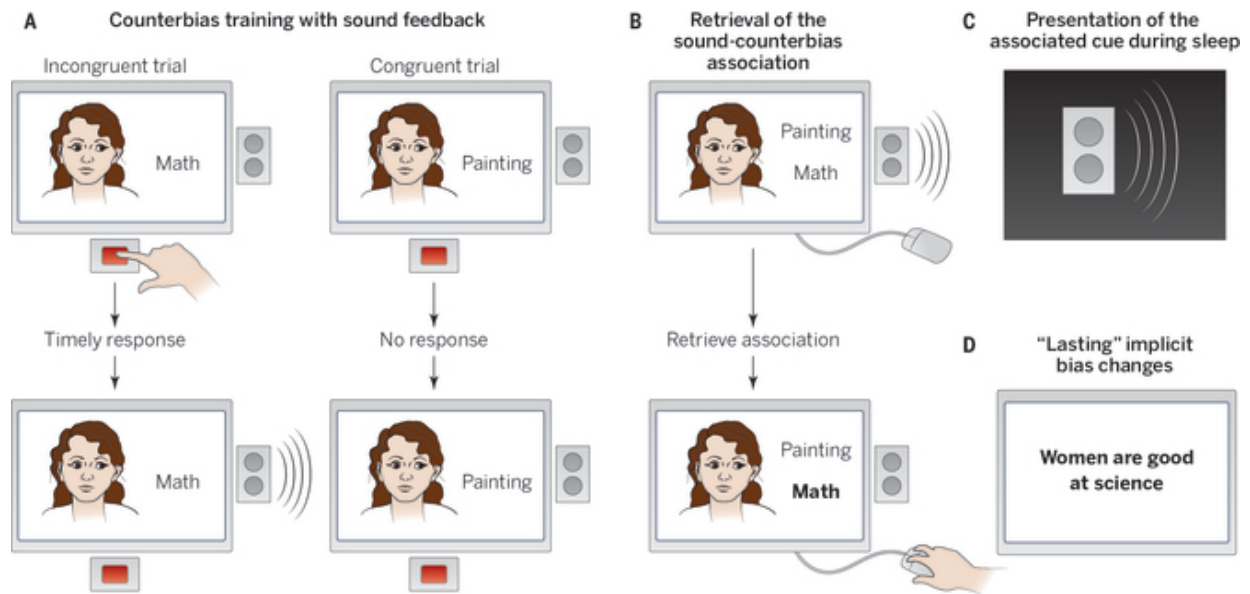 A
Counterbias training with sound feedback
Incongruent trial
Congruent trial
Math
Painting
Timely response
No response
Math
Painting
B
Retrieval of the
sound-counterbias
association
Painting
Math
Retrieve association
Painting
Math
C
Presentation of the
associated cue during sleep
D
“Lasting” implicit
bias changes
Women are good
at science